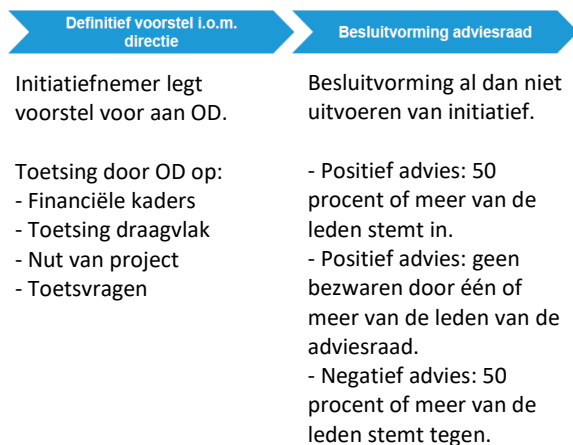 Definitief voorstel i.o.m.
directie
Initiatiefnemer legt
voorstel voor aan OD.
Toetsing door OD op:
- Financiële kaders
- Toetsing draagvlak
- Nut van project
- Toetsvragen
Besluitvorming adviesraad
Besluitvorming al dan niet
uitvoeren van initiatief.
- Positief advies: 50
procent of meer van de
leden stemt in.
- Positief advies: geen
bezwaren door één of
meer van de leden van de
adviesraad.
- Negatief advies: 50
procent of meer van de
leden stemt tegen.